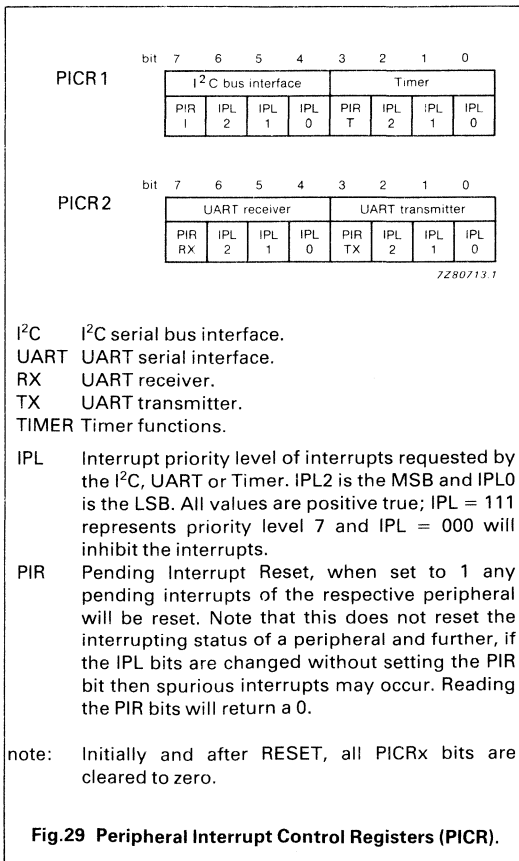 bit 7 6 5 4 3 2 1 0
PICR1
I²C bus interface Timer
PIR I IPL 2 IPL 1 IPL 0 PIR T IPL 2 IPL 1 IPL 0
bit 7 6 5 4 3 2 1 0
PICR2
UART receiver UART transmitter
PIR RX IPL 2 IPL 1 IPL 0 PIR TX IPL 2 IPL 1 IPL 0
7Z80713.1
I²C I²C serial bus interface.
UART UART serial interface.
RX UART receiver.
TX UART transmitter.
TIMER Timer functions.
IPL Interrupt priority level of interrupts requested by
the I²C, UART or Timer. IPL2 is the MSB and IPL0
is the LSB. All values are positive true; IPL = 111
represents priority level 7 and IPL = 000 will
inhibit the interrupts.
PIR Pending Interrupt Reset, when set to 1 any
pending interrupts of the respective peripheral
will be reset. Note that this does not reset the
interrupting status of a peripheral and further, if
the IPL bits are changed without setting the PIR
bit then spurious interrupts may occur. Reading
the PIR bits will return a 0.
note: Initially and after RESET, all PICRx bits are
cleared to zero.
Fig.29 Peripheral Interrupt Control Registers (PICR).